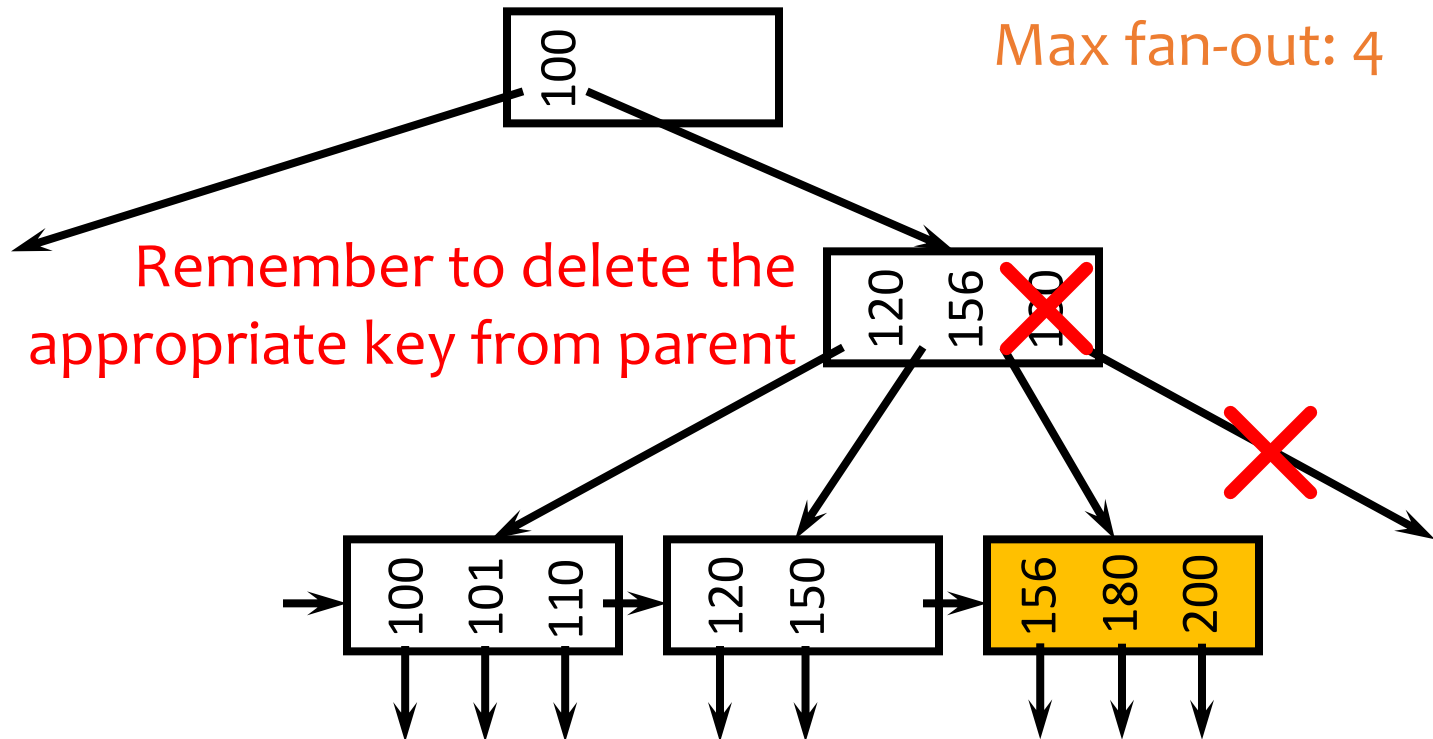 100
Max fan-out: 4
Remember to delete the
appropriate key from parent
120 156 180
100 101 110
120 150
156 180 200